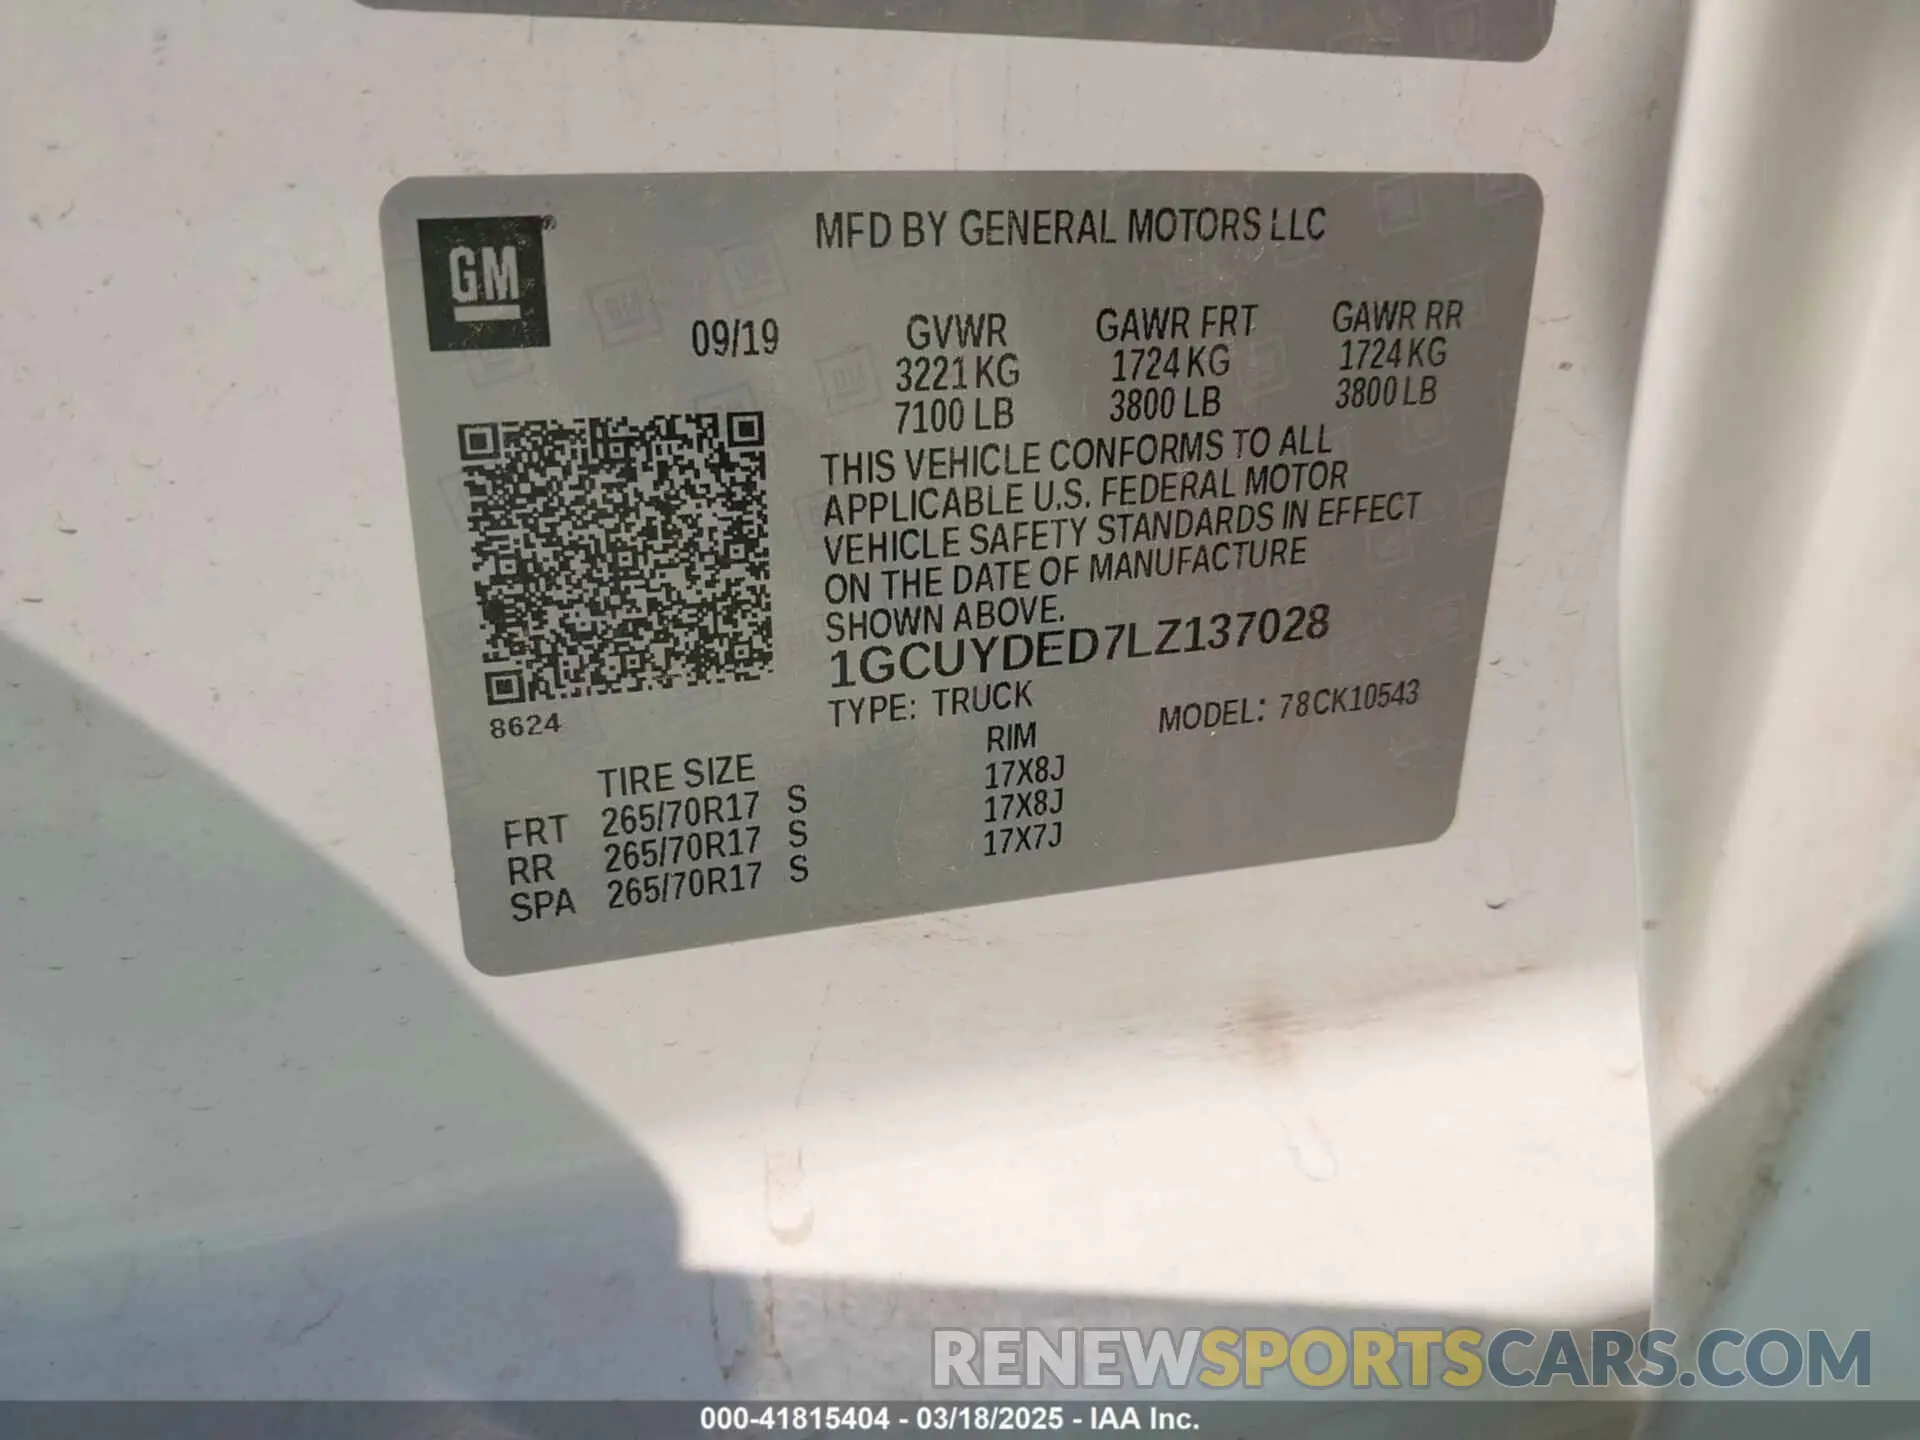 GM
®
MFD BY GENERAL MOTORS LLC
09/19
GVWR GAWR FRT GAWR RR
3221 KG 1724 KG 1724 KG
7100 LB 3800 LB 3800 LB
THIS VEHICLE CONFORMS TO ALL
APPLICABLE U.S. FEDERAL MOTOR
VEHICLE SAFETY STANDARDS IN EFFECT
ON THE DATE OF MANUFACTURE
SHOWN ABOVE.
1GCUYDED7LZ137028
TYPE: TRUCK MODEL: 78CK10543
8624
TIRE SIZE RIM
FRT 265/70R17 S 17X8J
RR 265/70R17 S 17X8J
SPA 265/70R17 S 17X7J
RENEWSPORTSCARS.COM
000-41815404 - 03/18/2025 - IAA Inc.